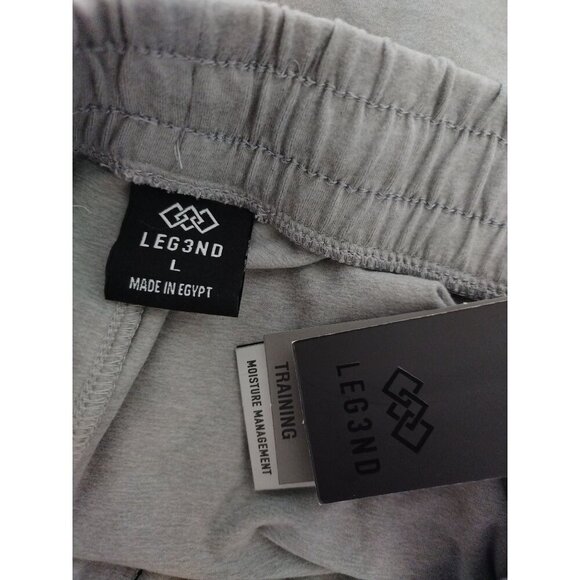 LEG3ND
L
MADE IN EGYPT
LEG3ND
TRAINING
MOISTURE MANAGEMENT